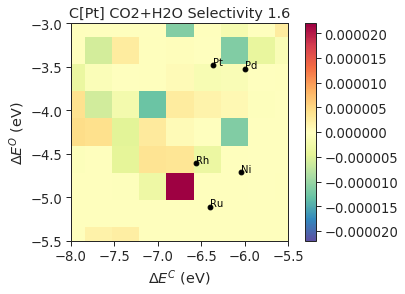 C[Pt] CO2+H2O Selectivity 1.6
−3.0
−3.5
−4.0
−4.5
−5.0
−5.5
ΔE^O (eV)
Pt
Pd
Rh
Ni
Ru
−8.0 −7.5 −7.0 −6.5 −6.0 −5.5
ΔE^C (eV)
0.000020
0.000015
0.000010
0.000005
0.000000
−0.000005
−0.000010
−0.000015
−0.000020